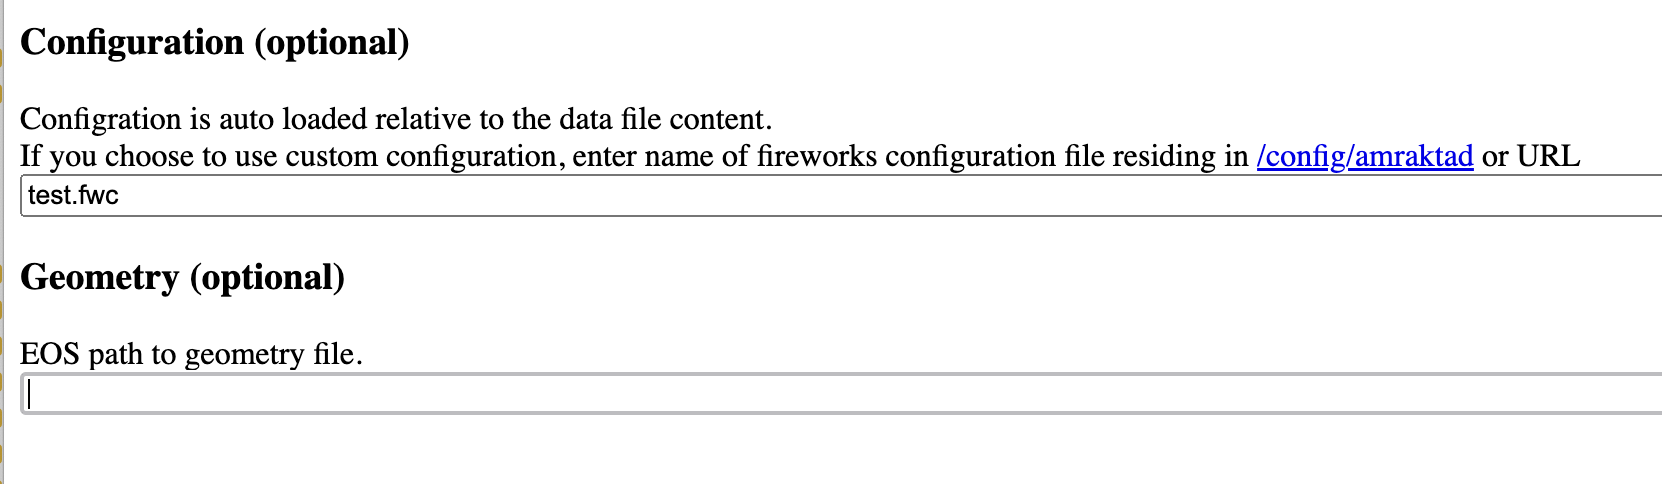 Configuration (optional)
Configration is auto loaded relative to the data file content.
If you choose to use custom configuration, enter name of fireworks configuration file residing in /config/amraktad or URL
test.fwc
Geometry (optional)
EOS path to geometry file.